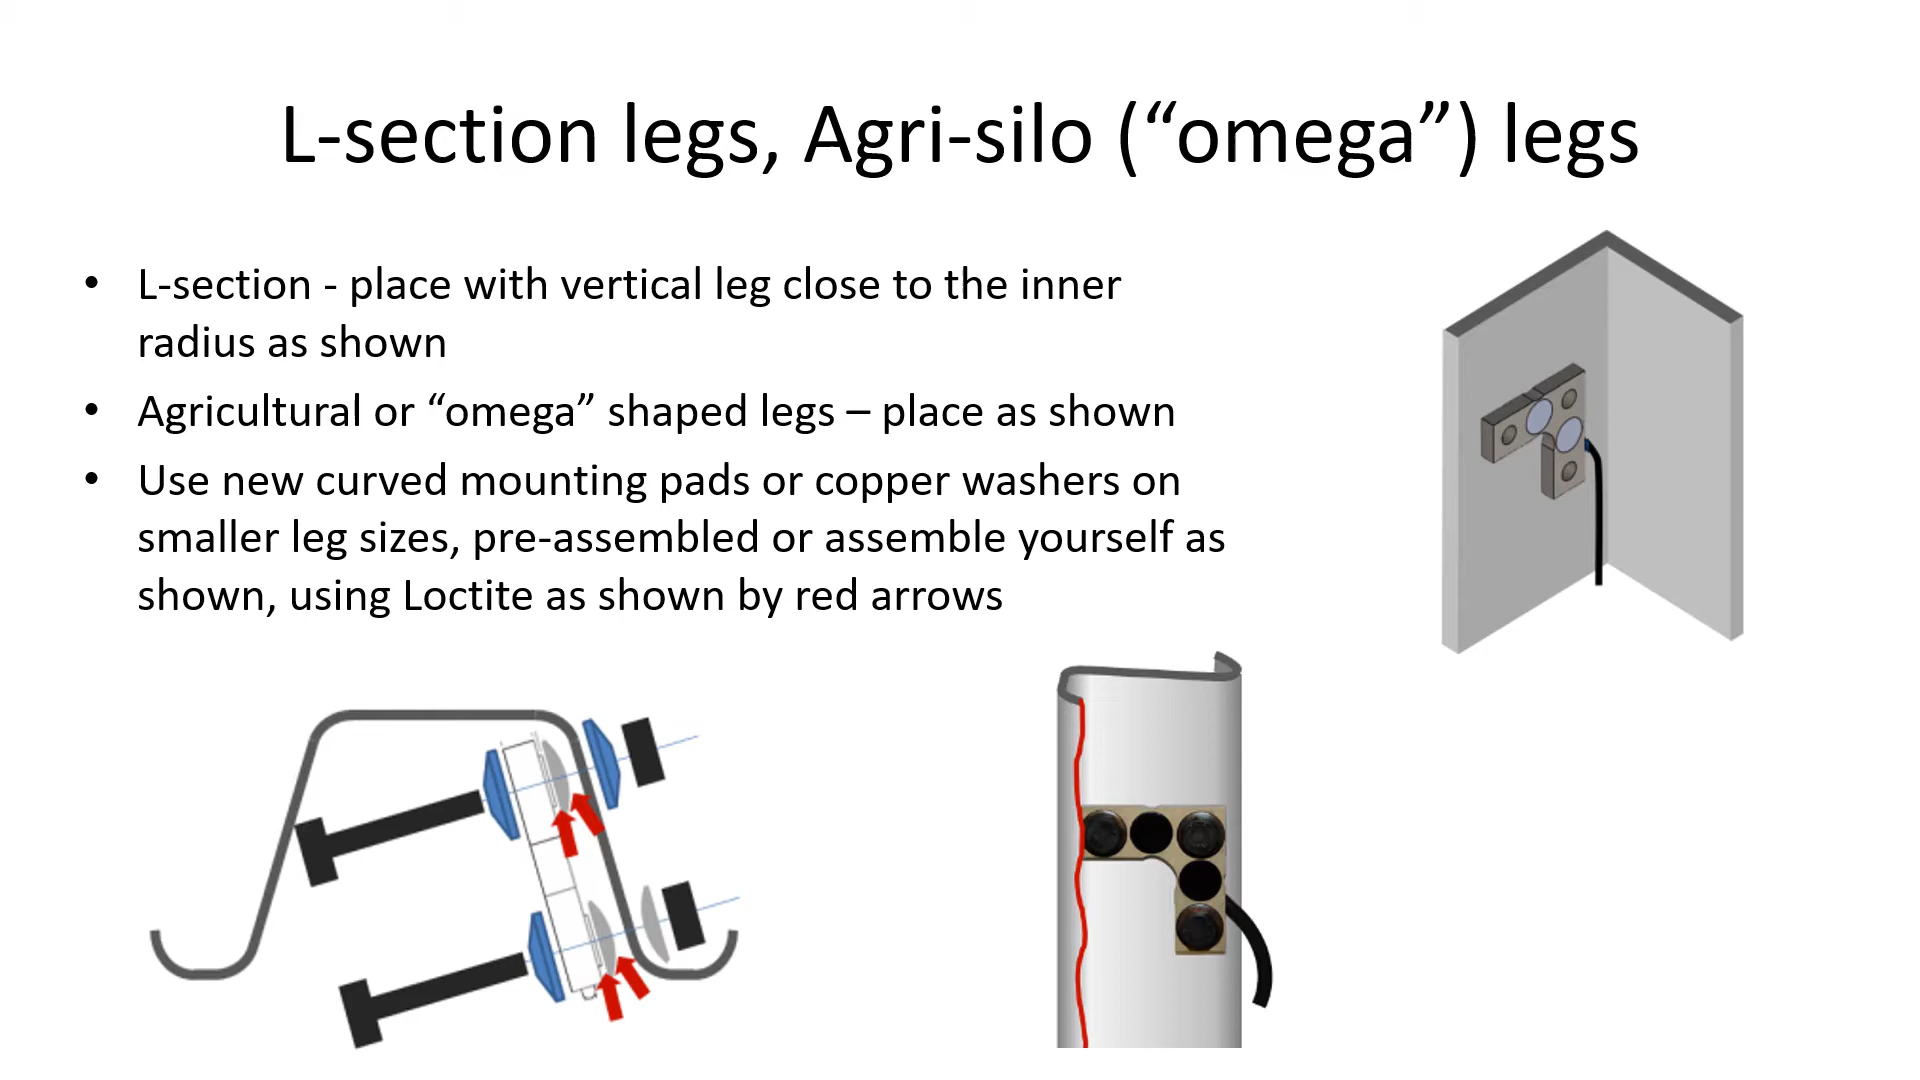 L-section legs, Agri-silo (“omega”) legs
• L-section - place with vertical leg close to the inner
radius as shown
• Agricultural or “omega” shaped legs – place as shown
• Use new curved mounting pads or copper washers on
smaller leg sizes, pre-assembled or assemble yourself as
shown, using Loctite as shown by red arrows